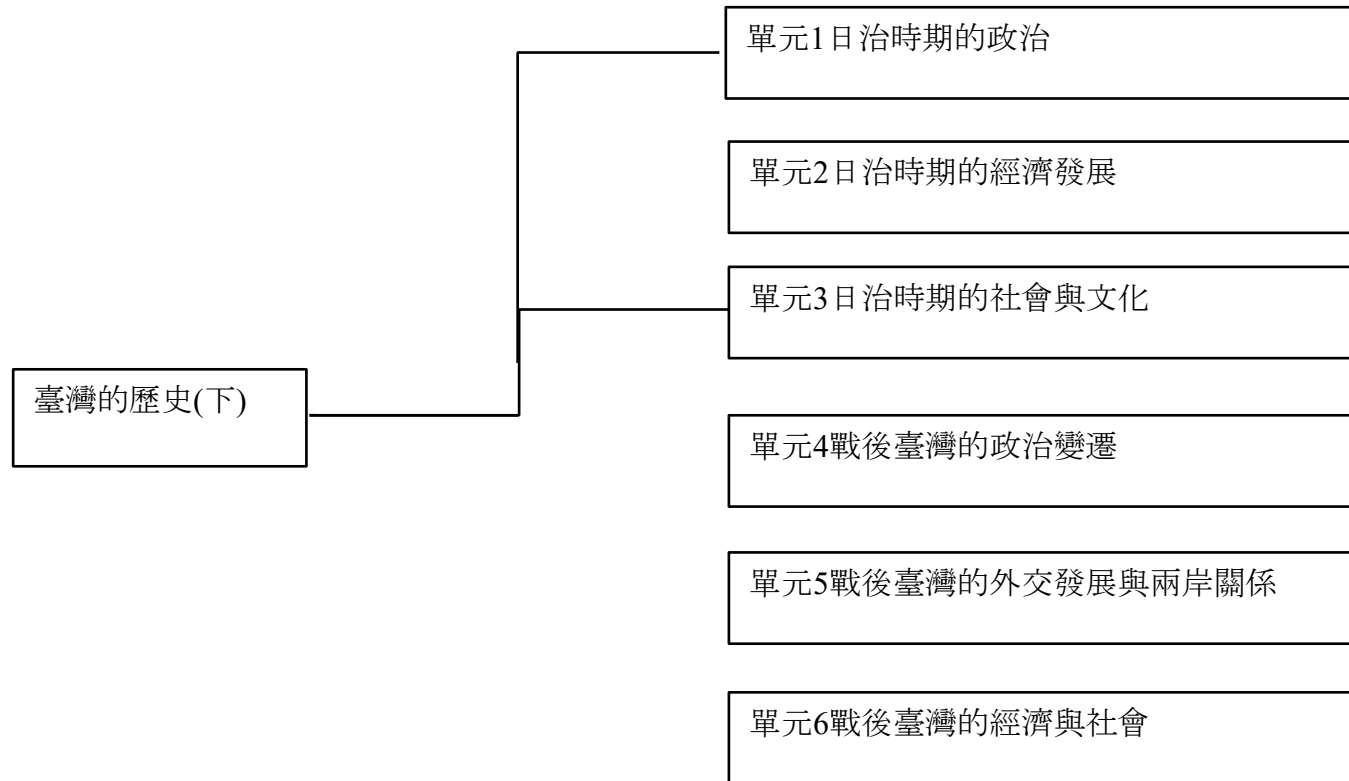 單元1日治時期的政治
單元2日治時期的經濟發展
單元3日治時期的社會與文化
臺灣的歷史(下)
單元4戰後臺灣的政治變遷
單元5戰後臺灣的外交發展與兩岸關係
單元6戰後臺灣的經濟與社會